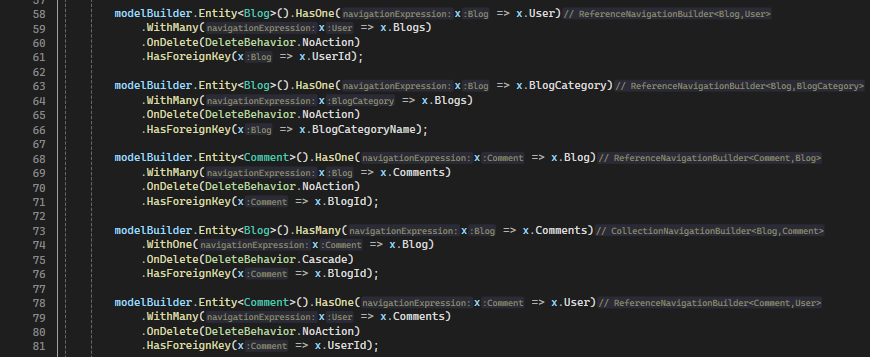 57
58 modelBuilder.Entity<Blog>().HasOne(navigationExpression: x :Blog => x.User) // ReferenceNavigationBuilder<Blog,User>
59 .WithMany(navigationExpression: x :User => x.Blogs)
60 .OnDelete(DeleteBehavior.NoAction)
61 .HasForeignKey(x :Blog => x.UserId);
62
63 modelBuilder.Entity<Blog>().HasOne(navigationExpression: x :Blog => x.BlogCategory) // ReferenceNavigationBuilder<Blog,BlogCategory>
64 .WithMany(navigationExpression: x :BlogCategory => x.Blogs)
65 .OnDelete(DeleteBehavior.NoAction)
66 .HasForeignKey(x :Blog => x.BlogCategoryName);
67
68 modelBuilder.Entity<Comment>().HasOne(navigationExpression: x :Comment => x.Blog) // ReferenceNavigationBuilder<Comment,Blog>
69 .WithMany(navigationExpression: x :Blog => x.Comments)
70 .OnDelete(DeleteBehavior.NoAction)
71 .HasForeignKey(x :Comment => x.BlogId);
72
73 modelBuilder.Entity<Blog>().HasMany(navigationExpression: x :Blog => x.Comments) // CollectionNavigationBuilder<Blog,Comment>
74 .WithOne(navigationExpression: x :Comment => x.Blog)
75 .OnDelete(DeleteBehavior.Cascade)
76 .HasForeignKey(x :Comment => x.BlogId);
77
78 modelBuilder.Entity<Comment>().HasOne(navigationExpression: x :Comment => x.User) // ReferenceNavigationBuilder<Comment,User>
79 .WithMany(navigationExpression: x :User => x.Comments)
80 .OnDelete(DeleteBehavior.NoAction)
81 .HasForeignKey(x :Comment => x.UserId);